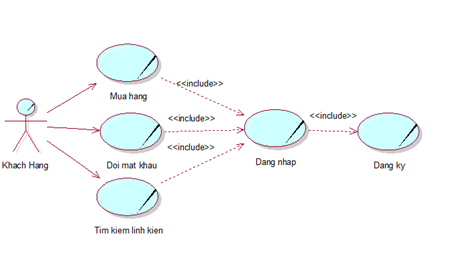 <<include>>
Mua hang
<<include>>
<<include>>
Khach Hang
Doi mat khau
<<include>>
Dang nhap
Dang ky
Tim kiem linh kien